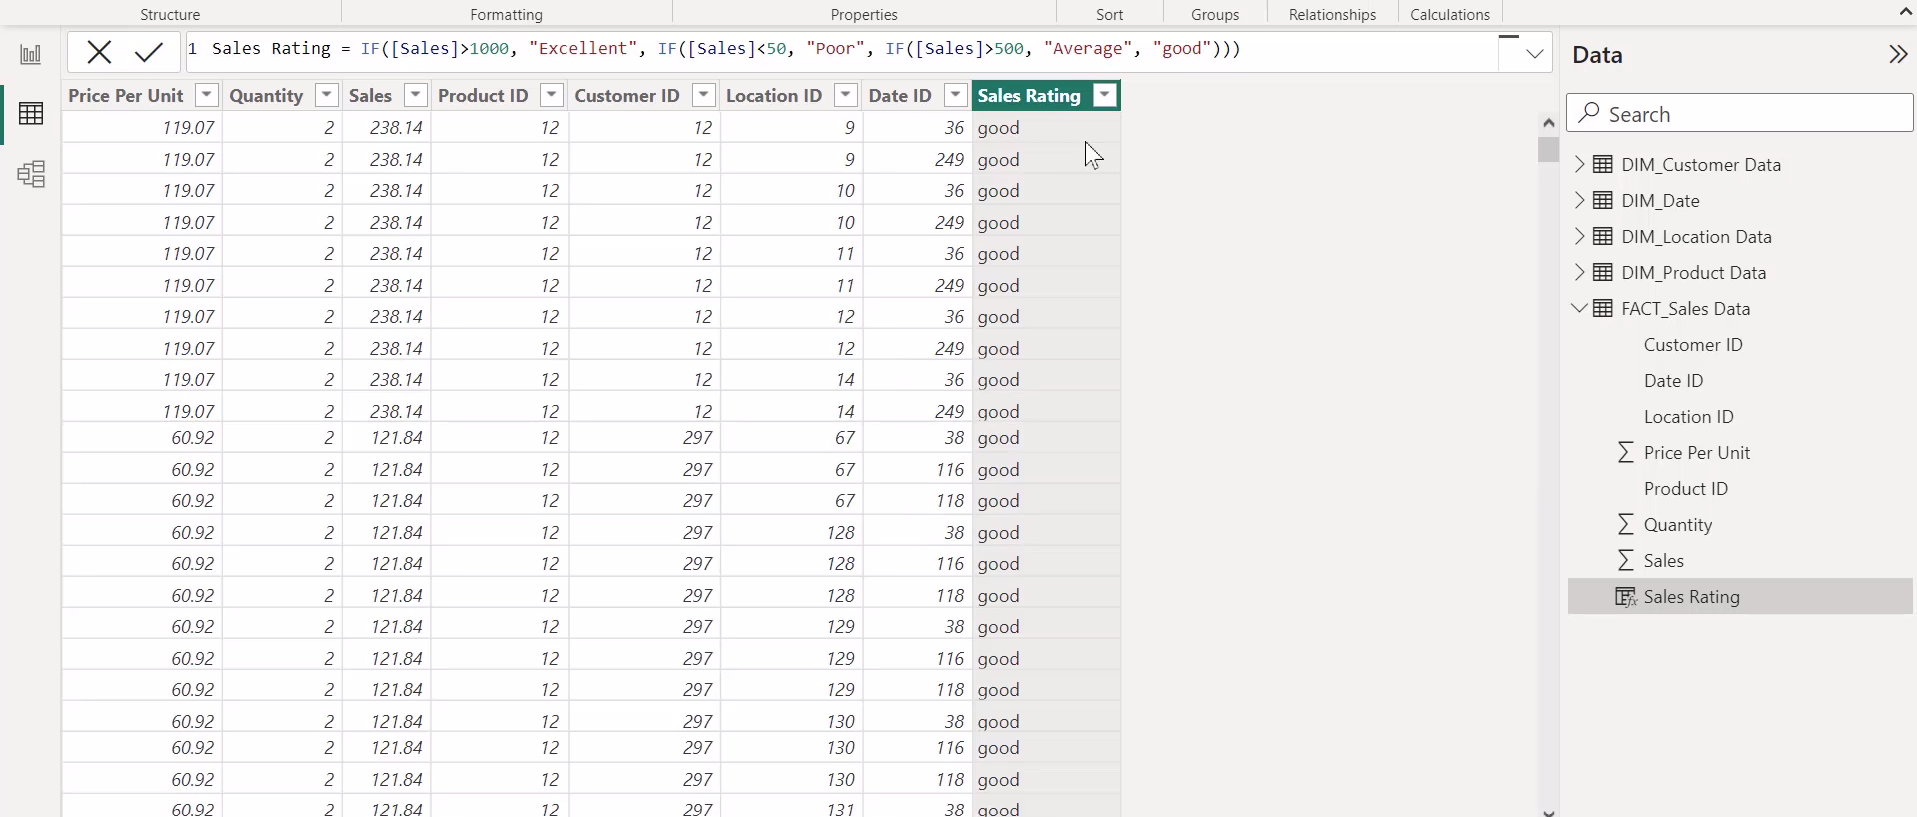 Structure Formatting Properties Sort Groups Relationships Calculations
1 Sales Rating = IF([Sales]>1000, "Excellent", IF([Sales]<50, "Poor", IF([Sales]>500, "Average", "good")))
Price Per Unit Quantity Sales Product ID Customer ID Location ID Date ID Sales Rating
119.07 2 238.14 12 12 9 36 good
119.07 2 238.14 12 12 9 249 good
119.07 2 238.14 12 12 10 36 good
119.07 2 238.14 12 12 10 249 good
119.07 2 238.14 12 12 11 36 good
119.07 2 238.14 12 12 11 249 good
119.07 2 238.14 12 12 12 36 good
119.07 2 238.14 12 12 12 249 good
119.07 2 238.14 12 12 14 36 good
119.07 2 238.14 12 12 14 249 good
60.92 2 121.84 12 297 67 38 good
60.92 2 121.84 12 297 67 116 good
60.92 2 121.84 12 297 67 118 good
60.92 2 121.84 12 297 128 38 good
60.92 2 121.84 12 297 128 116 good
60.92 2 121.84 12 297 128 118 good
60.92 2 121.84 12 297 129 38 good
60.92 2 121.84 12 297 129 116 good
60.92 2 121.84 12 297 129 118 good
60.92 2 121.84 12 297 130 38 good
60.92 2 121.84 12 297 130 116 good
60.92 2 121.84 12 297 130 118 good
60.92 2 121.84 12 297 131 38 good
Data
Search
DIM_Customer Data
DIM_Date
DIM_Location Data
DIM_Product Data
FACT_Sales Data
Customer ID
Date ID
Location ID
Price Per Unit
Product ID
Quantity
Sales
Sales Rating